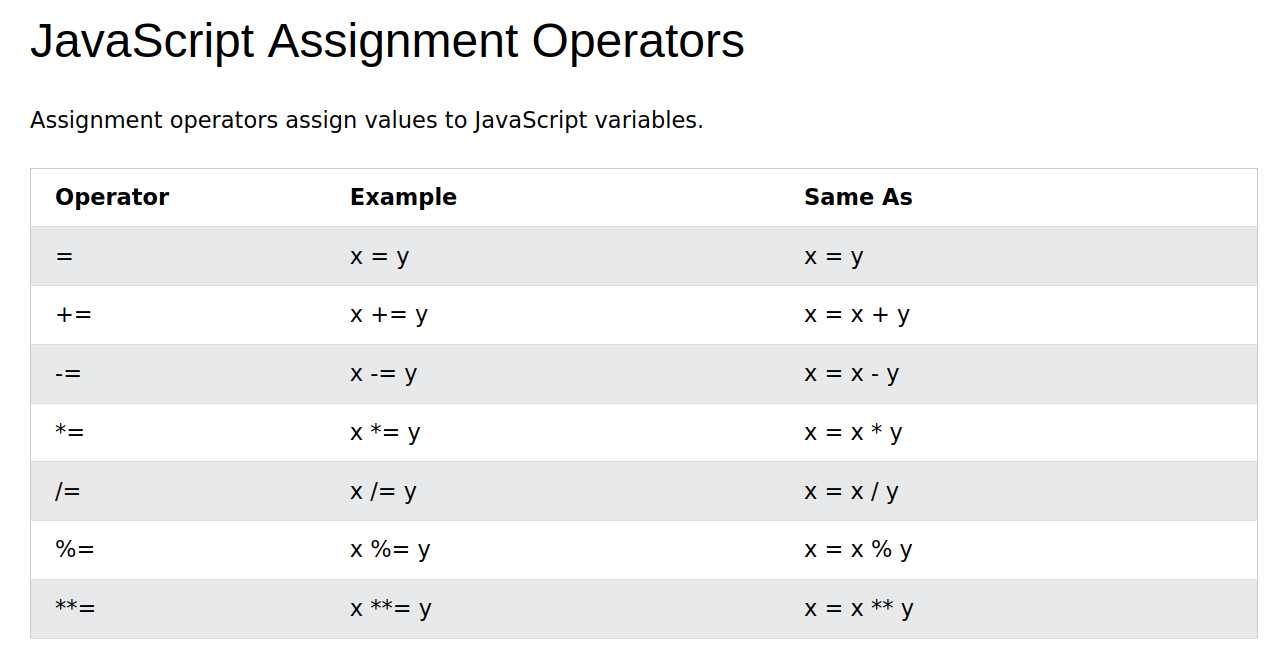 JavaScript Assignment Operators
Assignment operators assign values to JavaScript variables.
Operator Example Same As
= x = y x = y
+= x += y x = x + y
-= x -= y x = x - y
*= x *= y x = x * y
/= x /= y x = x / y
%= x %= y x = x % y
**= x **= y x = x ** y